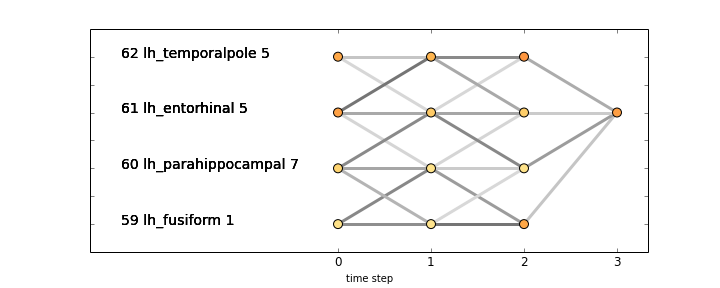 62 lh_temporalpole 5
61 lh_entorhinal 5
60 lh_parahippocampal 7
59 lh_fusiform 1
0 1 2 3
time step